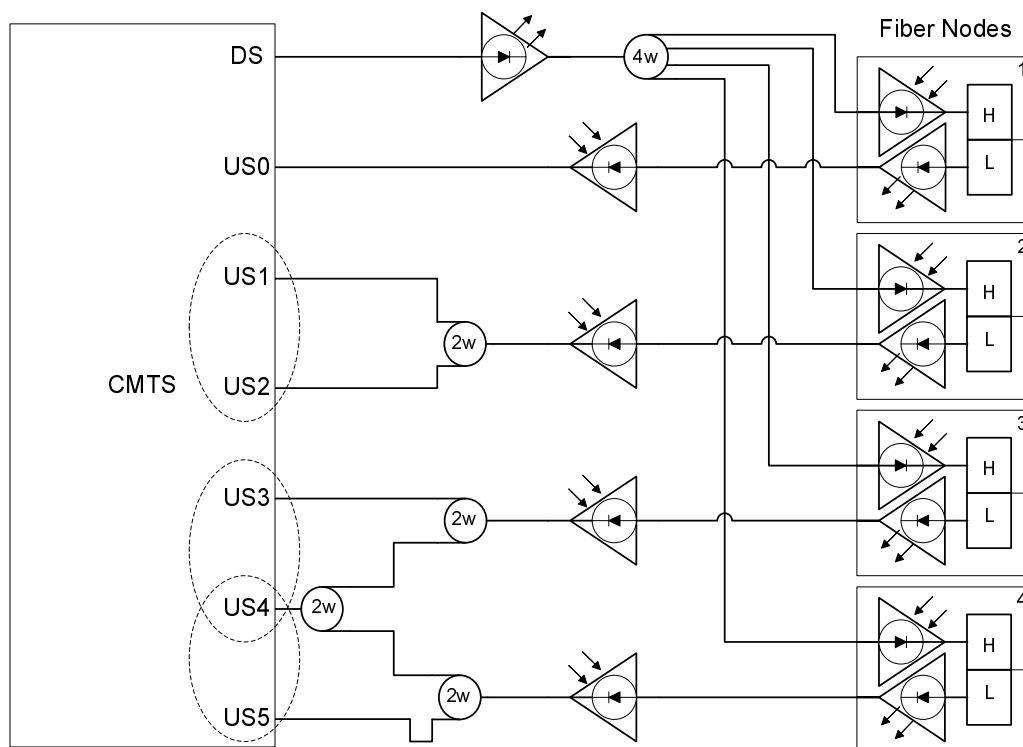 Fiber Nodes
DS
4w
1
H
L
US0
2
H
L
US1
2w
US2
CMTS
3
H
L
US3
2w
US4
2w
4
H
L
2w
US5